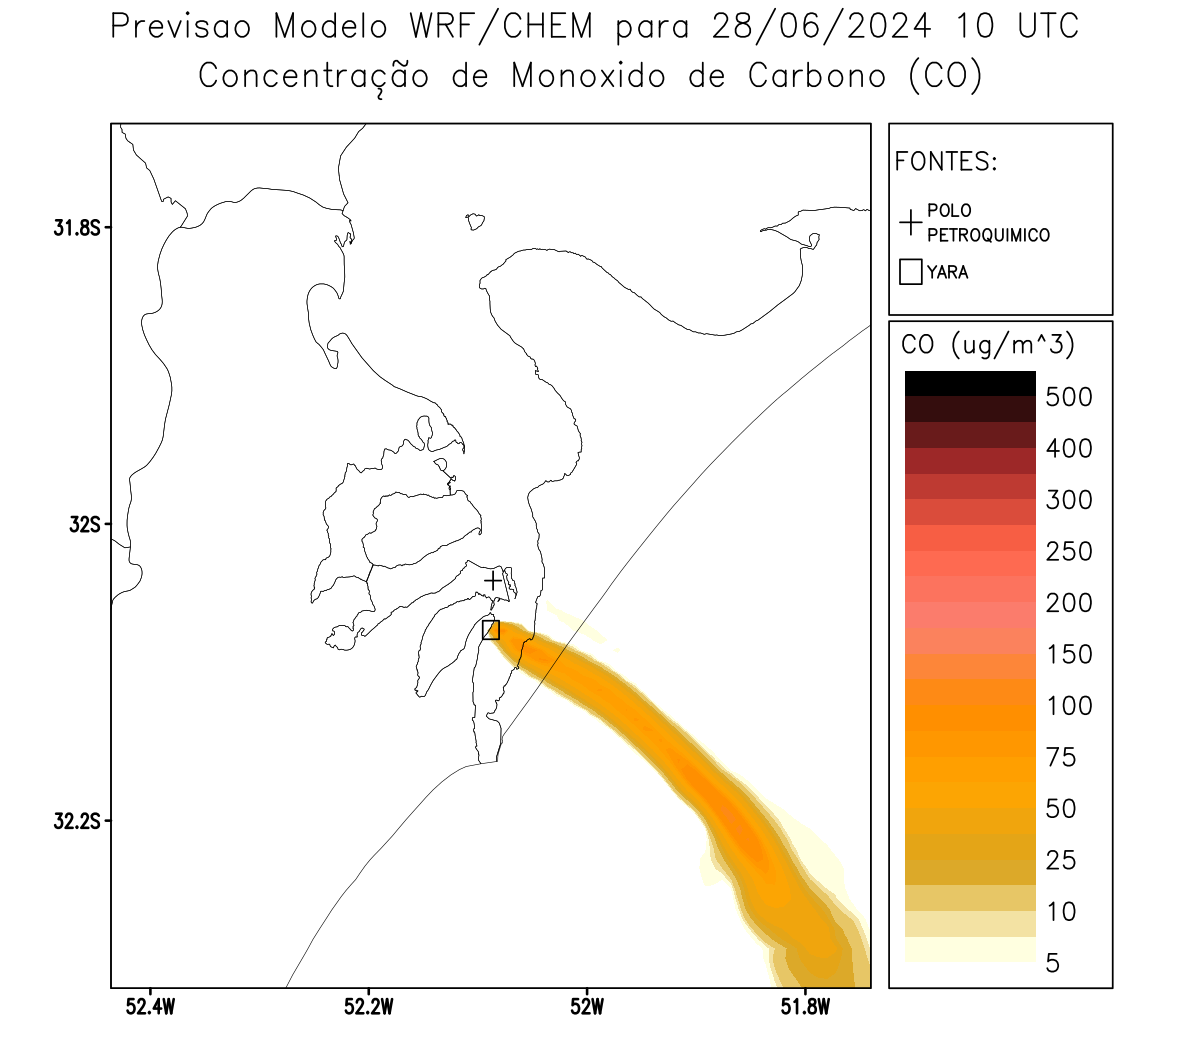 Previsao Modelo WRF/CHEM para 28/06/2024 10 UTC
Concentração de Monoxido de Carbono (CO)
FONTES:
POLO
PETROQUIMICO
YARA
CO (ug/m^3)
500
400
300
250
200
150
100
75
50
25
10
5
31.8S
32S
32.2S
52.4W
52.2W
52W
51.8W